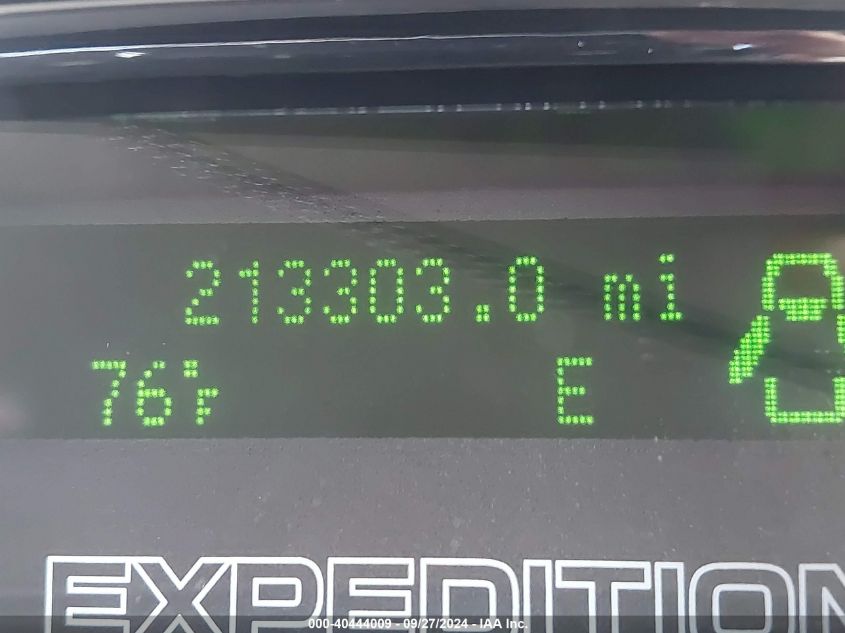 213303.0 mi
76°F E
EXPEDITION
000-40444009 - 09/27/2024 - IAA Inc.